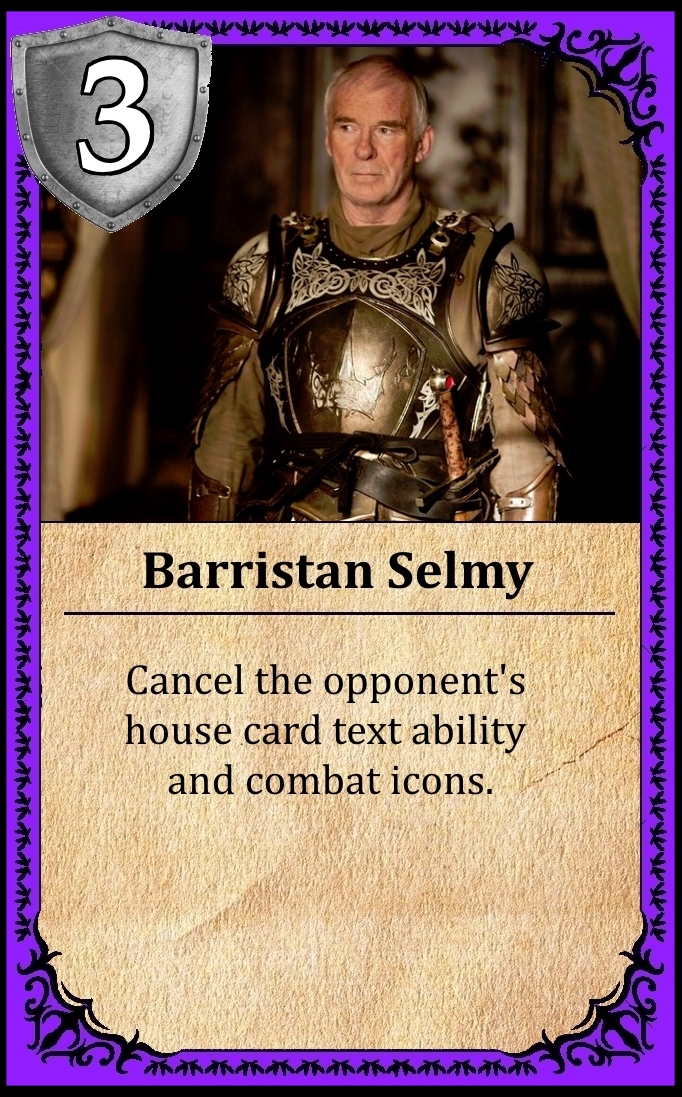 3
Barristan Selmy
Cancel the opponent's
house card text ability
and combat icons.